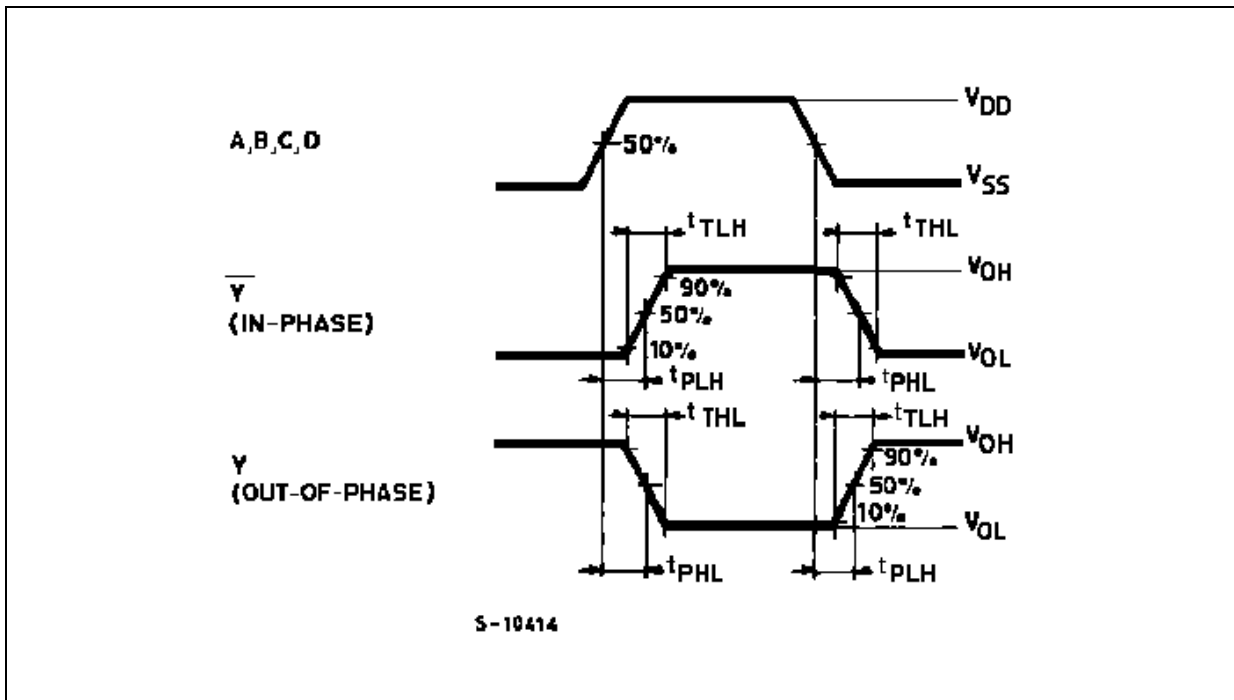 A,B,C,D
50%
VDD
VSS
tTLH
tTHL
Y
(IN-PHASE)
VOH
90%
50%
10%
VOL
tPLH
tPHL
tTHL
tTLH
Y
(OUT-OF-PHASE)
VOH
90%
50%
10%
VOL
tPHL
tPLH
S-10414